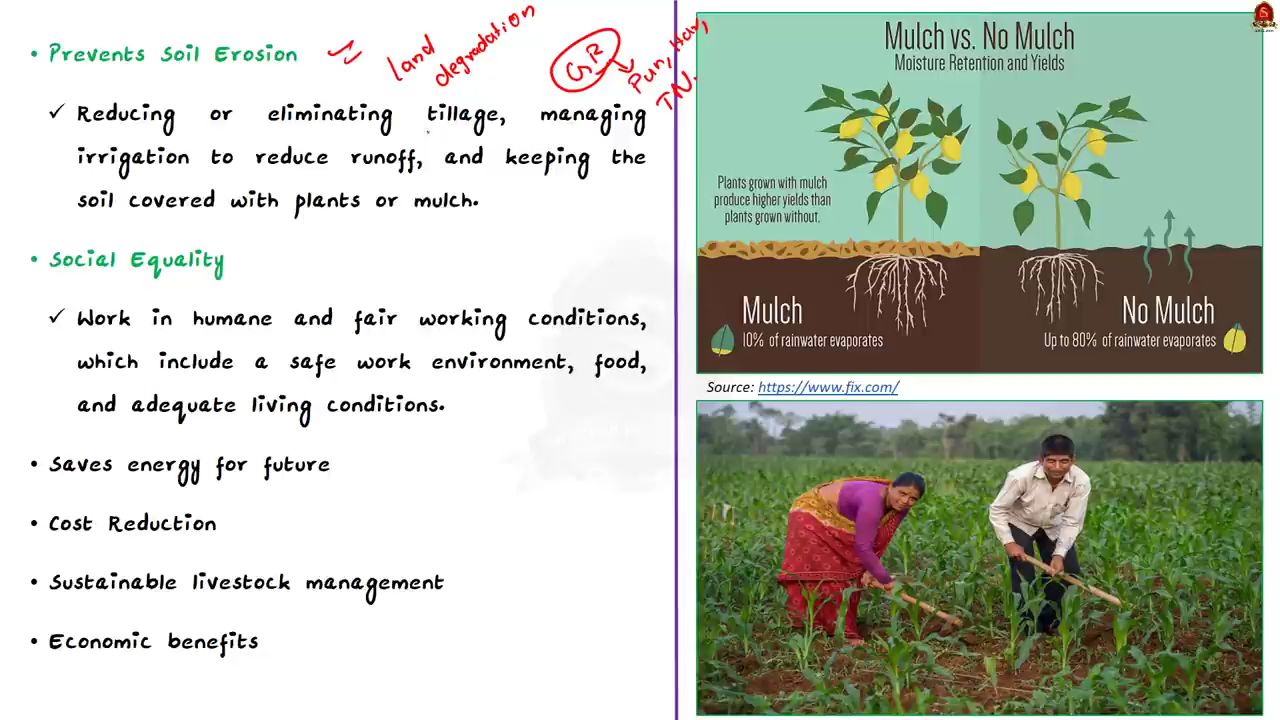 • Prevents Soil Erosion
land
degradation
GR
Pun, Har,
TN.
✓ Reducing or eliminating tillage, managing
irrigation to reduce runoff, and keeping the
soil covered with plants or mulch.
• Social Equality
✓ Work in humane and fair working conditions,
which include a safe work environment, food,
and adequate living conditions.
• Saves energy for future
• Cost Reduction
• Sustainable livestock management
• Economic benefits
Mulch vs. No Mulch
Moisture Retention and Yields
Plants grown with mulch
produce higher yields than
plants grown without.
Mulch
10% of rainwater evaporates
No Mulch
Up to 80% of rainwater evaporates
Source: https://www.fix.com/